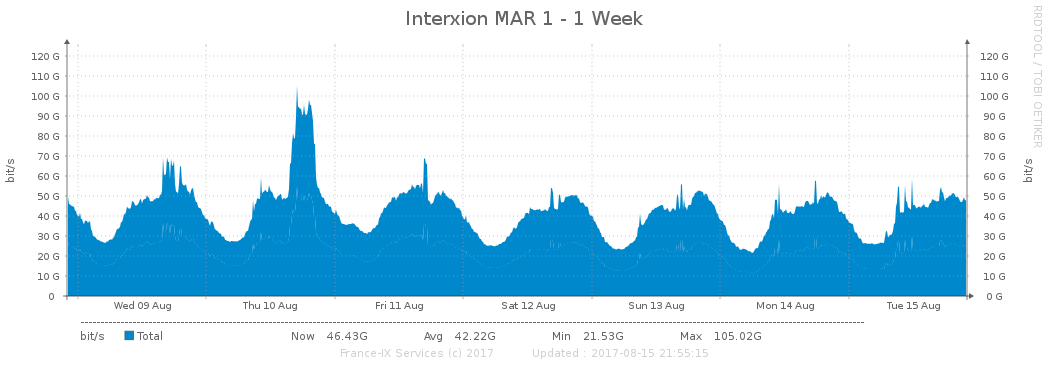 Interxion MAR 1 - 1 Week
RRDTOOL / TOBI OETIKER
bit/s
120 G
110 G
100 G
90 G
80 G
70 G
60 G
50 G
40 G
30 G
20 G
10 G
0
120 G
110 G
100 G
90 G
80 G
70 G
60 G
50 G
40 G
30 G
20 G
10 G
0 G
bit/s
Wed 09 Aug Thu 10 Aug Fri 11 Aug Sat 12 Aug Sun 13 Aug Mon 14 Aug Tue 15 Aug
bit/s Total Now 46.43G Avg 42.22G Min 21.53G Max 105.02G
France-IX Services (c) 2017 Updated : 2017-08-15 21:55:15